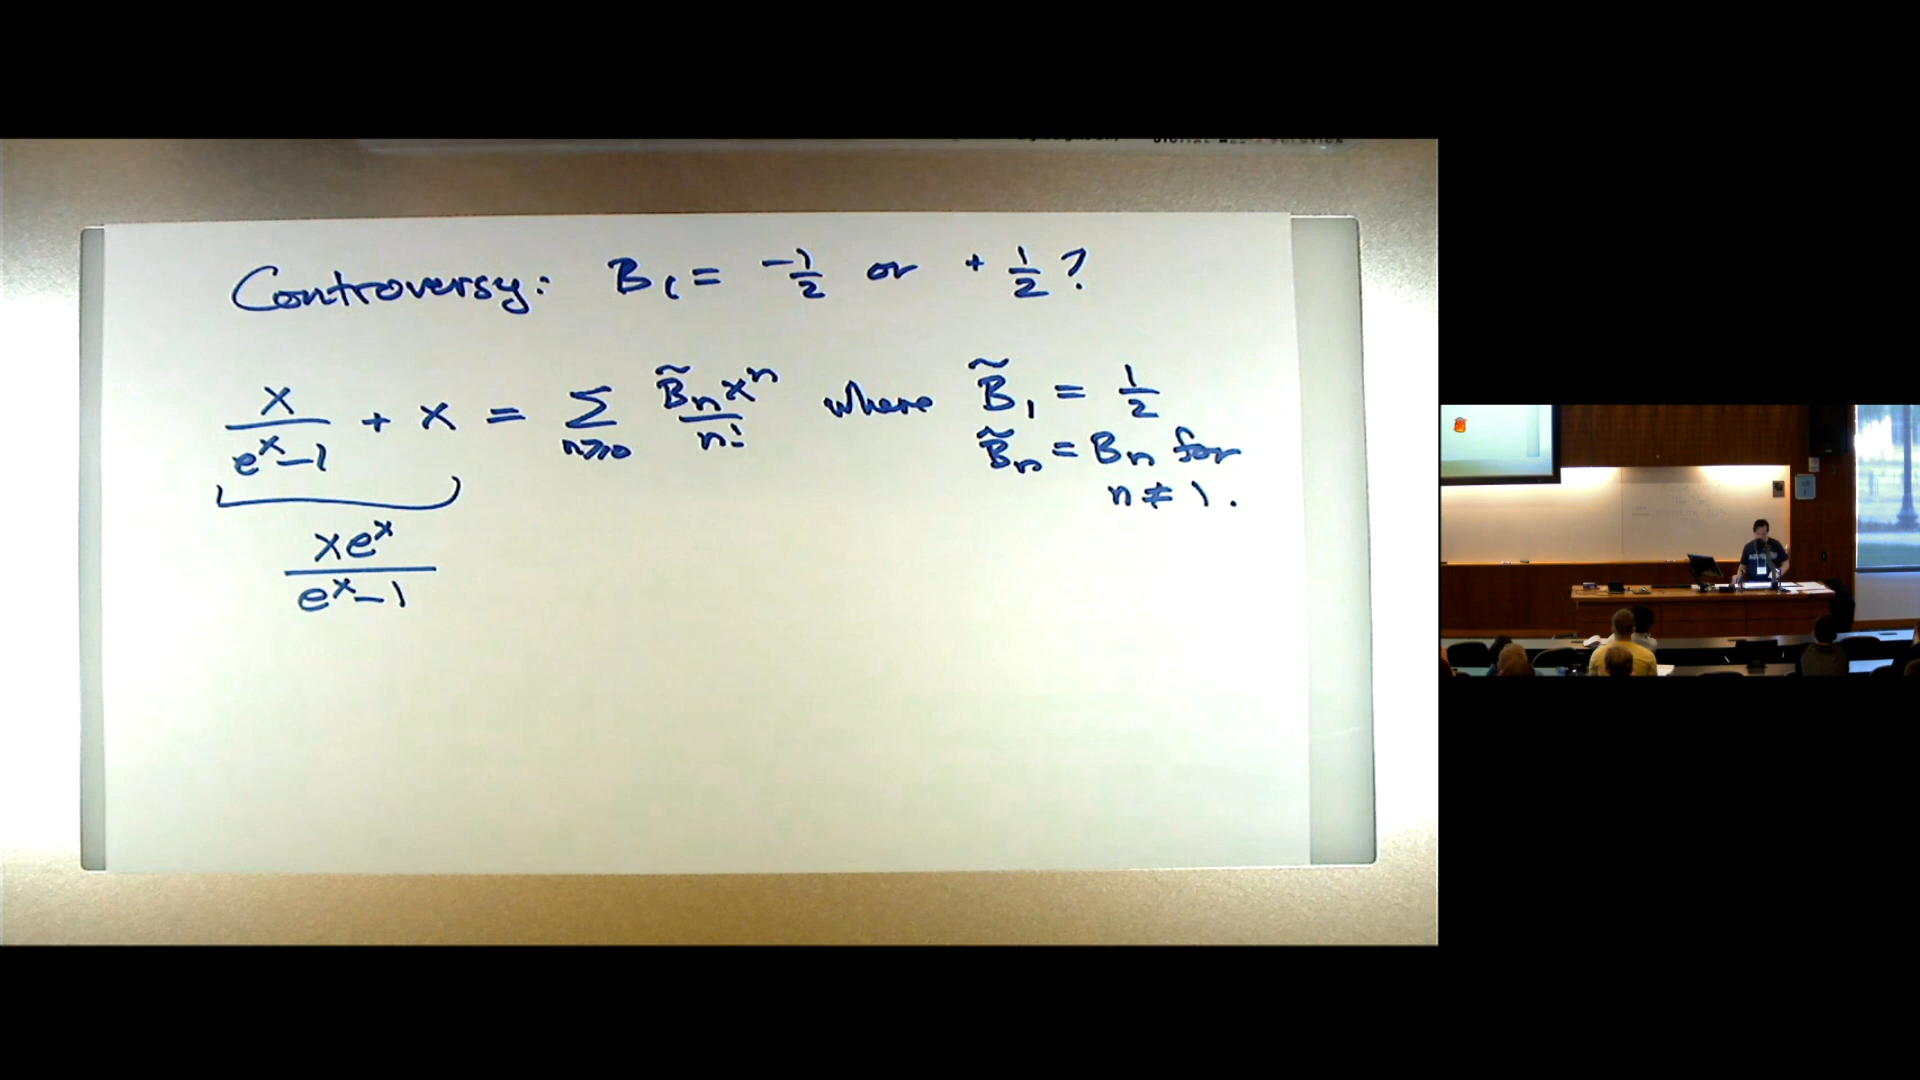 Controversy: B₁ = -1/2 or + 1/2 ?
x/(eˣ-1) + x = Σ_{n≥0} B̃ₙxⁿ/n! where B̃₁ = 1/2
B̃ₙ = Bₙ for
n ≠ 1.
xeˣ/(eˣ-1)